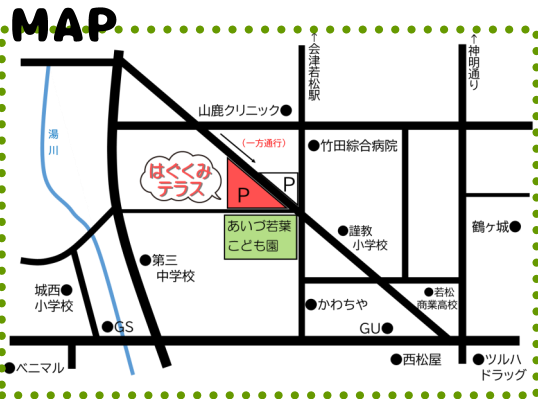 MAP
↑会津若松駅
↑神明通り
山鹿クリニック●
湯川
(一方通行)
●竹田綜合病院
はぐくみ
テラス
P
P
あいづ若葉
こども園
鶴ヶ城●
●謹教
小学校
●第三
中学校
城西●
小学校
●若松
商業高校
●かわちや
●GS
GU●
●ベニマル
●西松屋
●ツルハ
ドラッグ